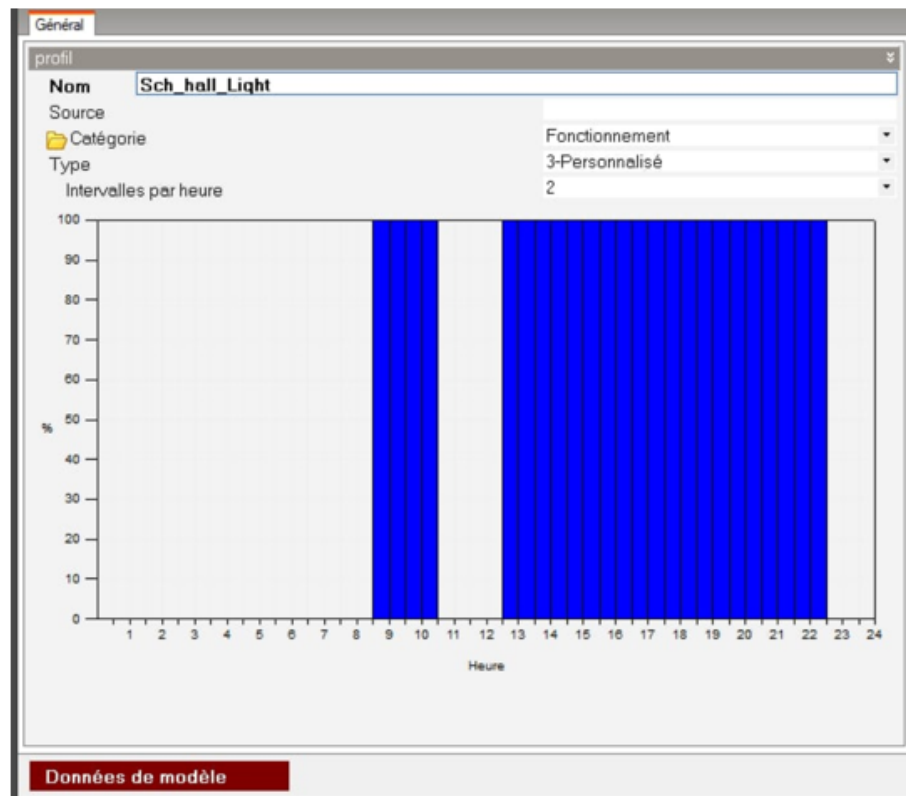 Général
profil
Nom Sch_hall_Light
Source
Catégorie Fonctionnement
Type 3-Personnalisé
Intervalles par heure 2
100
90
80
70
60
50
%
40
30
20
10
0
1 2 3 4 5 6 7 8 9 10 11 12 13 14 15 16 17 18 19 20 21 22 23 24
Heure
Données de modèle